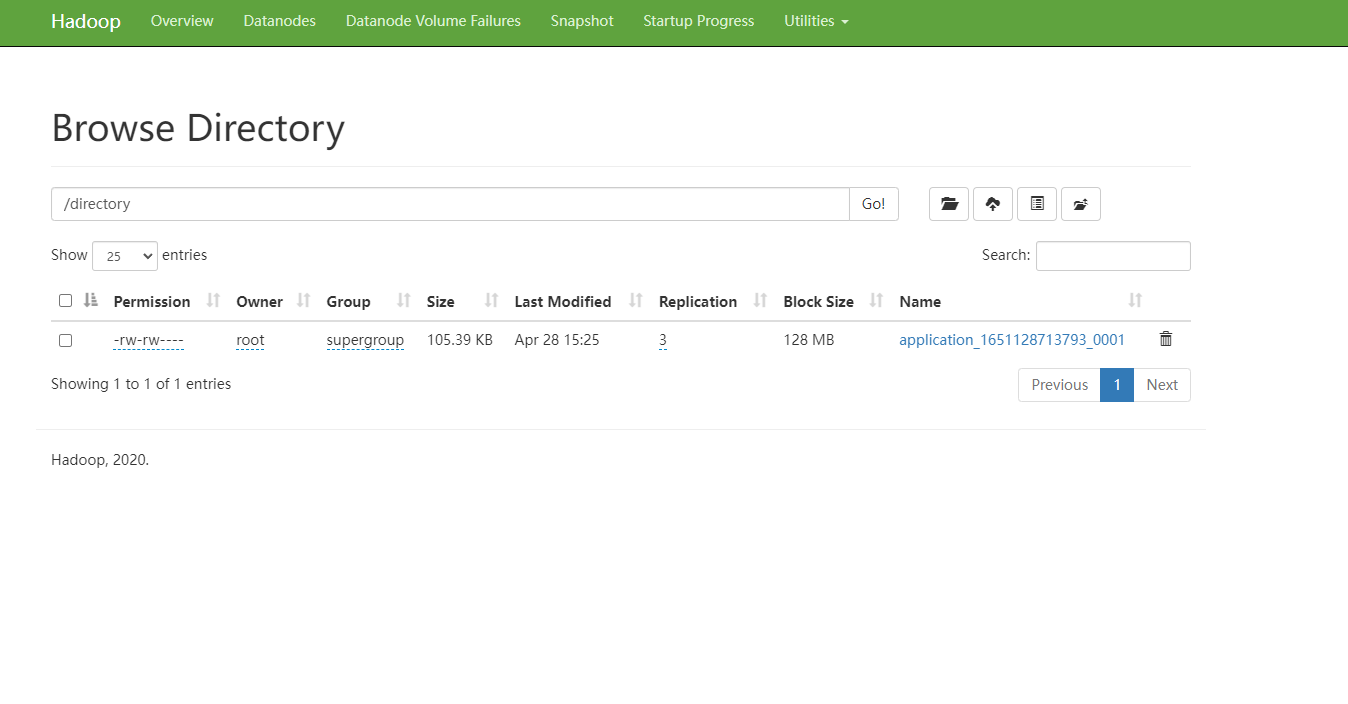 Hadoop Overview Datanodes Datanode Volume Failures Snapshot Startup Progress Utilities
Browse Directory
/directory Go!
Show 25 entries Search:
Permission Owner Group Size Last Modified Replication Block Size Name
-rw-rw---- root supergroup 105.39 KB Apr 28 15:25 3 128 MB application_1651128713793_0001
Showing 1 to 1 of 1 entries Previous 1 Next
Hadoop, 2020.